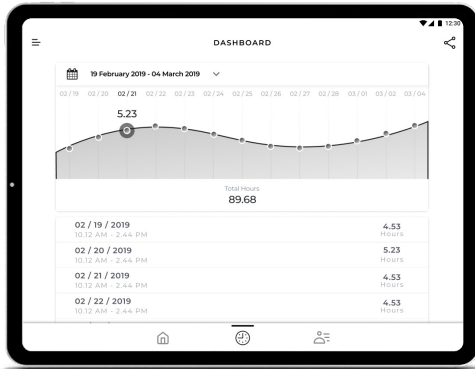 12:30
DASHBOARD
19 February 2019 - 04 March 2019
02 / 19 02 / 20 02 / 21 02 / 22 02 / 23 02 / 24 02 / 25 02 / 26 02 / 27 02 / 28 03 / 01 03 / 02 03 / 04
5.23
Total Hours
89.68
02 / 19 / 2019
4.53
10.12 AM - 2.44 PM
Hours
02 / 20 / 2019
5.23
10.12 AM - 2.44 PM
Hours
02 / 21 / 2019
4.53
10.12 AM - 2.44 PM
Hours
02 / 22 / 2019
4.53
10.12 AM - 2.44 PM
Hours